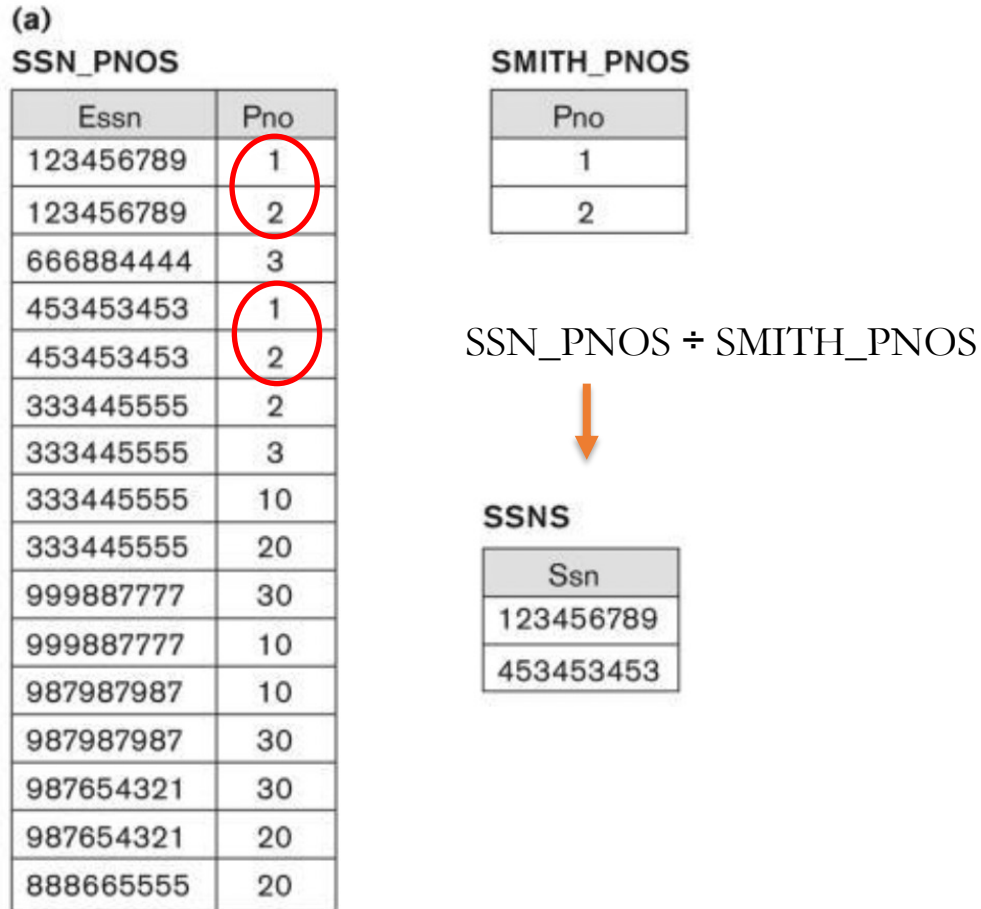 (a)
SSN_PNOS
Essn Pno
123456789 1
123456789 2
666884444 3
453453453 1
453453453 2
333445555 2
333445555 3
333445555 10
333445555 20
999887777 30
999887777 10
987987987 10
987987987 30
987654321 30
987654321 20
888665555 20
SMITH_PNOS
Pno
1
2
SSN_PNOS ÷ SMITH_PNOS
SSNS
Ssn
123456789
453453453